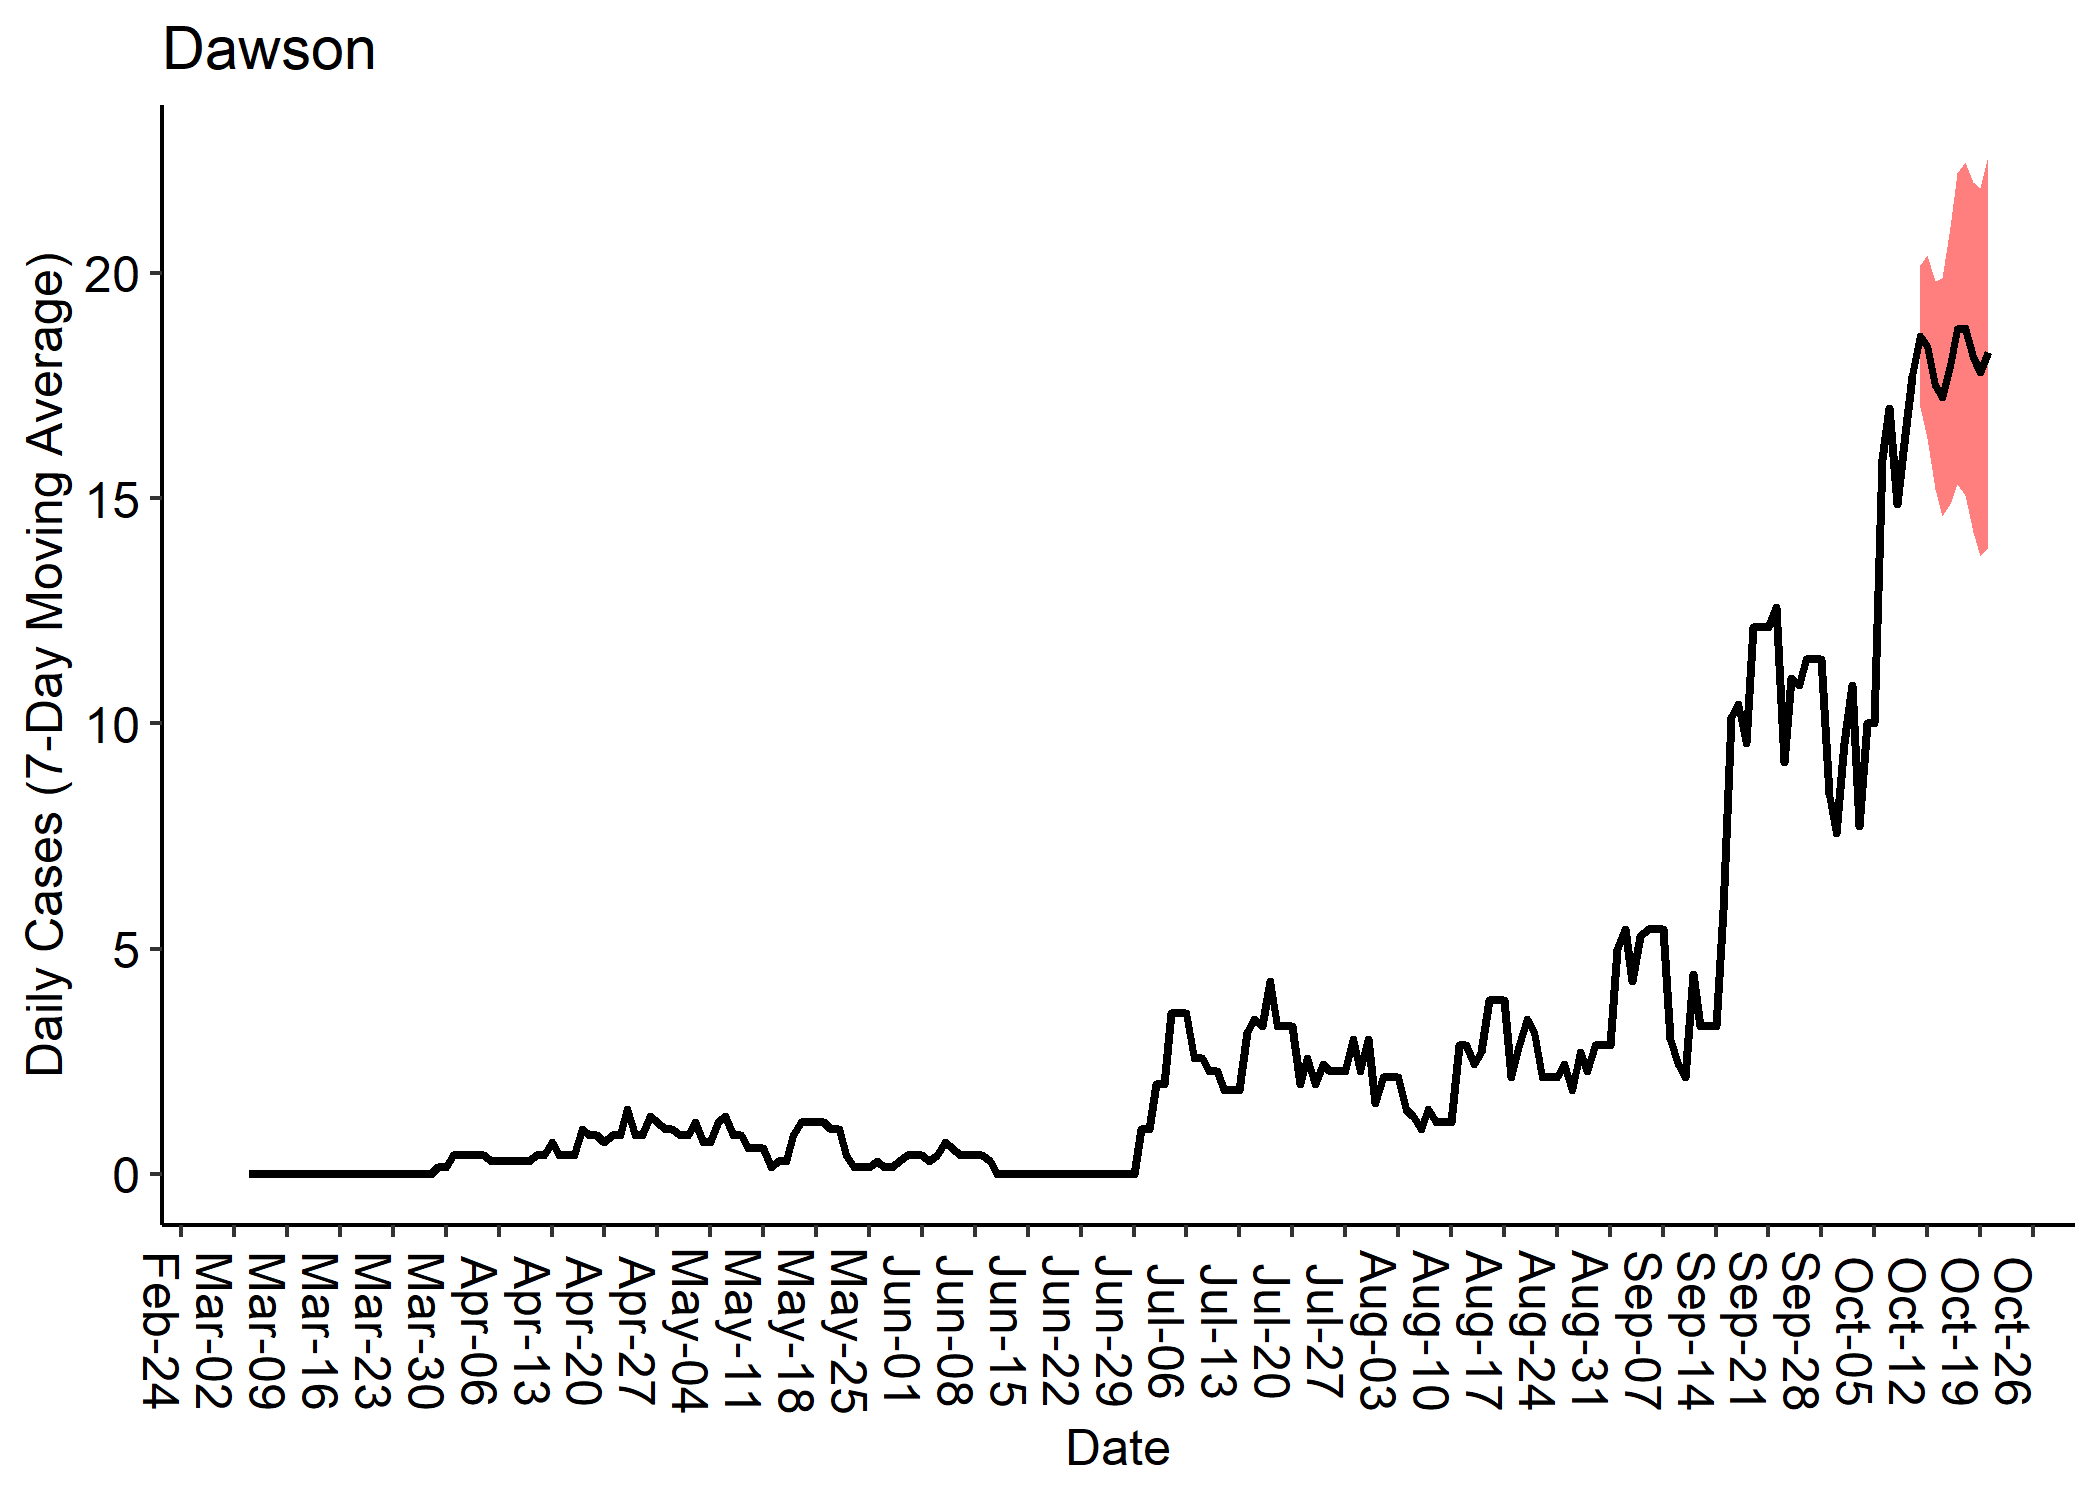 Dawson
Daily Cases (7-Day Moving Average)
20
15
10
5
0
Feb-24
Mar-02
Mar-09
Mar-16
Mar-23
Mar-30
Apr-06
Apr-13
Apr-20
Apr-27
May-04
May-11
May-18
May-25
Jun-01
Jun-08
Jun-15
Jun-22
Jun-29
Jul-06
Jul-13
Jul-20
Jul-27
Aug-03
Aug-10
Aug-17
Aug-24
Aug-31
Sep-07
Sep-14
Sep-21
Sep-28
Oct-05
Oct-12
Oct-19
Oct-26
Date